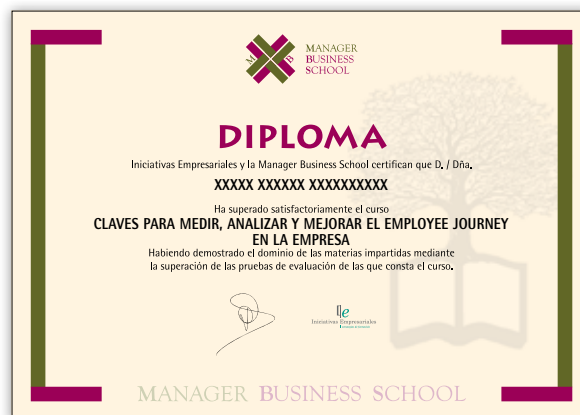 M B
MANAGER
BUSINESS
SCHOOL
DIPLOMA
Iniciativas Empresariales y la Manager Business School certifican que D. / Dña.
XXXXX XXXXXX XXXXXXXXXX
Ha superado satisfactoriamente el curso
CLAVES PARA MEDIR, ANALIZAR Y MEJORAR EL EMPLOYEE JOURNEY
EN LA EMPRESA
Habiendo demostrado el dominio de las materias impartidas mediante
la superación de las pruebas de evaluación de las que consta el curso.
Iniciativas Empresariales
MANAGER BUSINESS SCHOOL